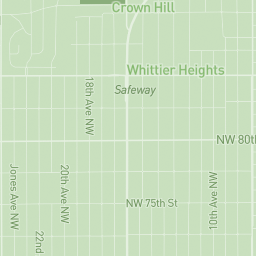 Crown Hill
Whittier Heights
Safeway
18th Ave NW
NW 80th
Jones Ave NW
20th Ave NW
22nd
NW 75th St
10th Ave NW